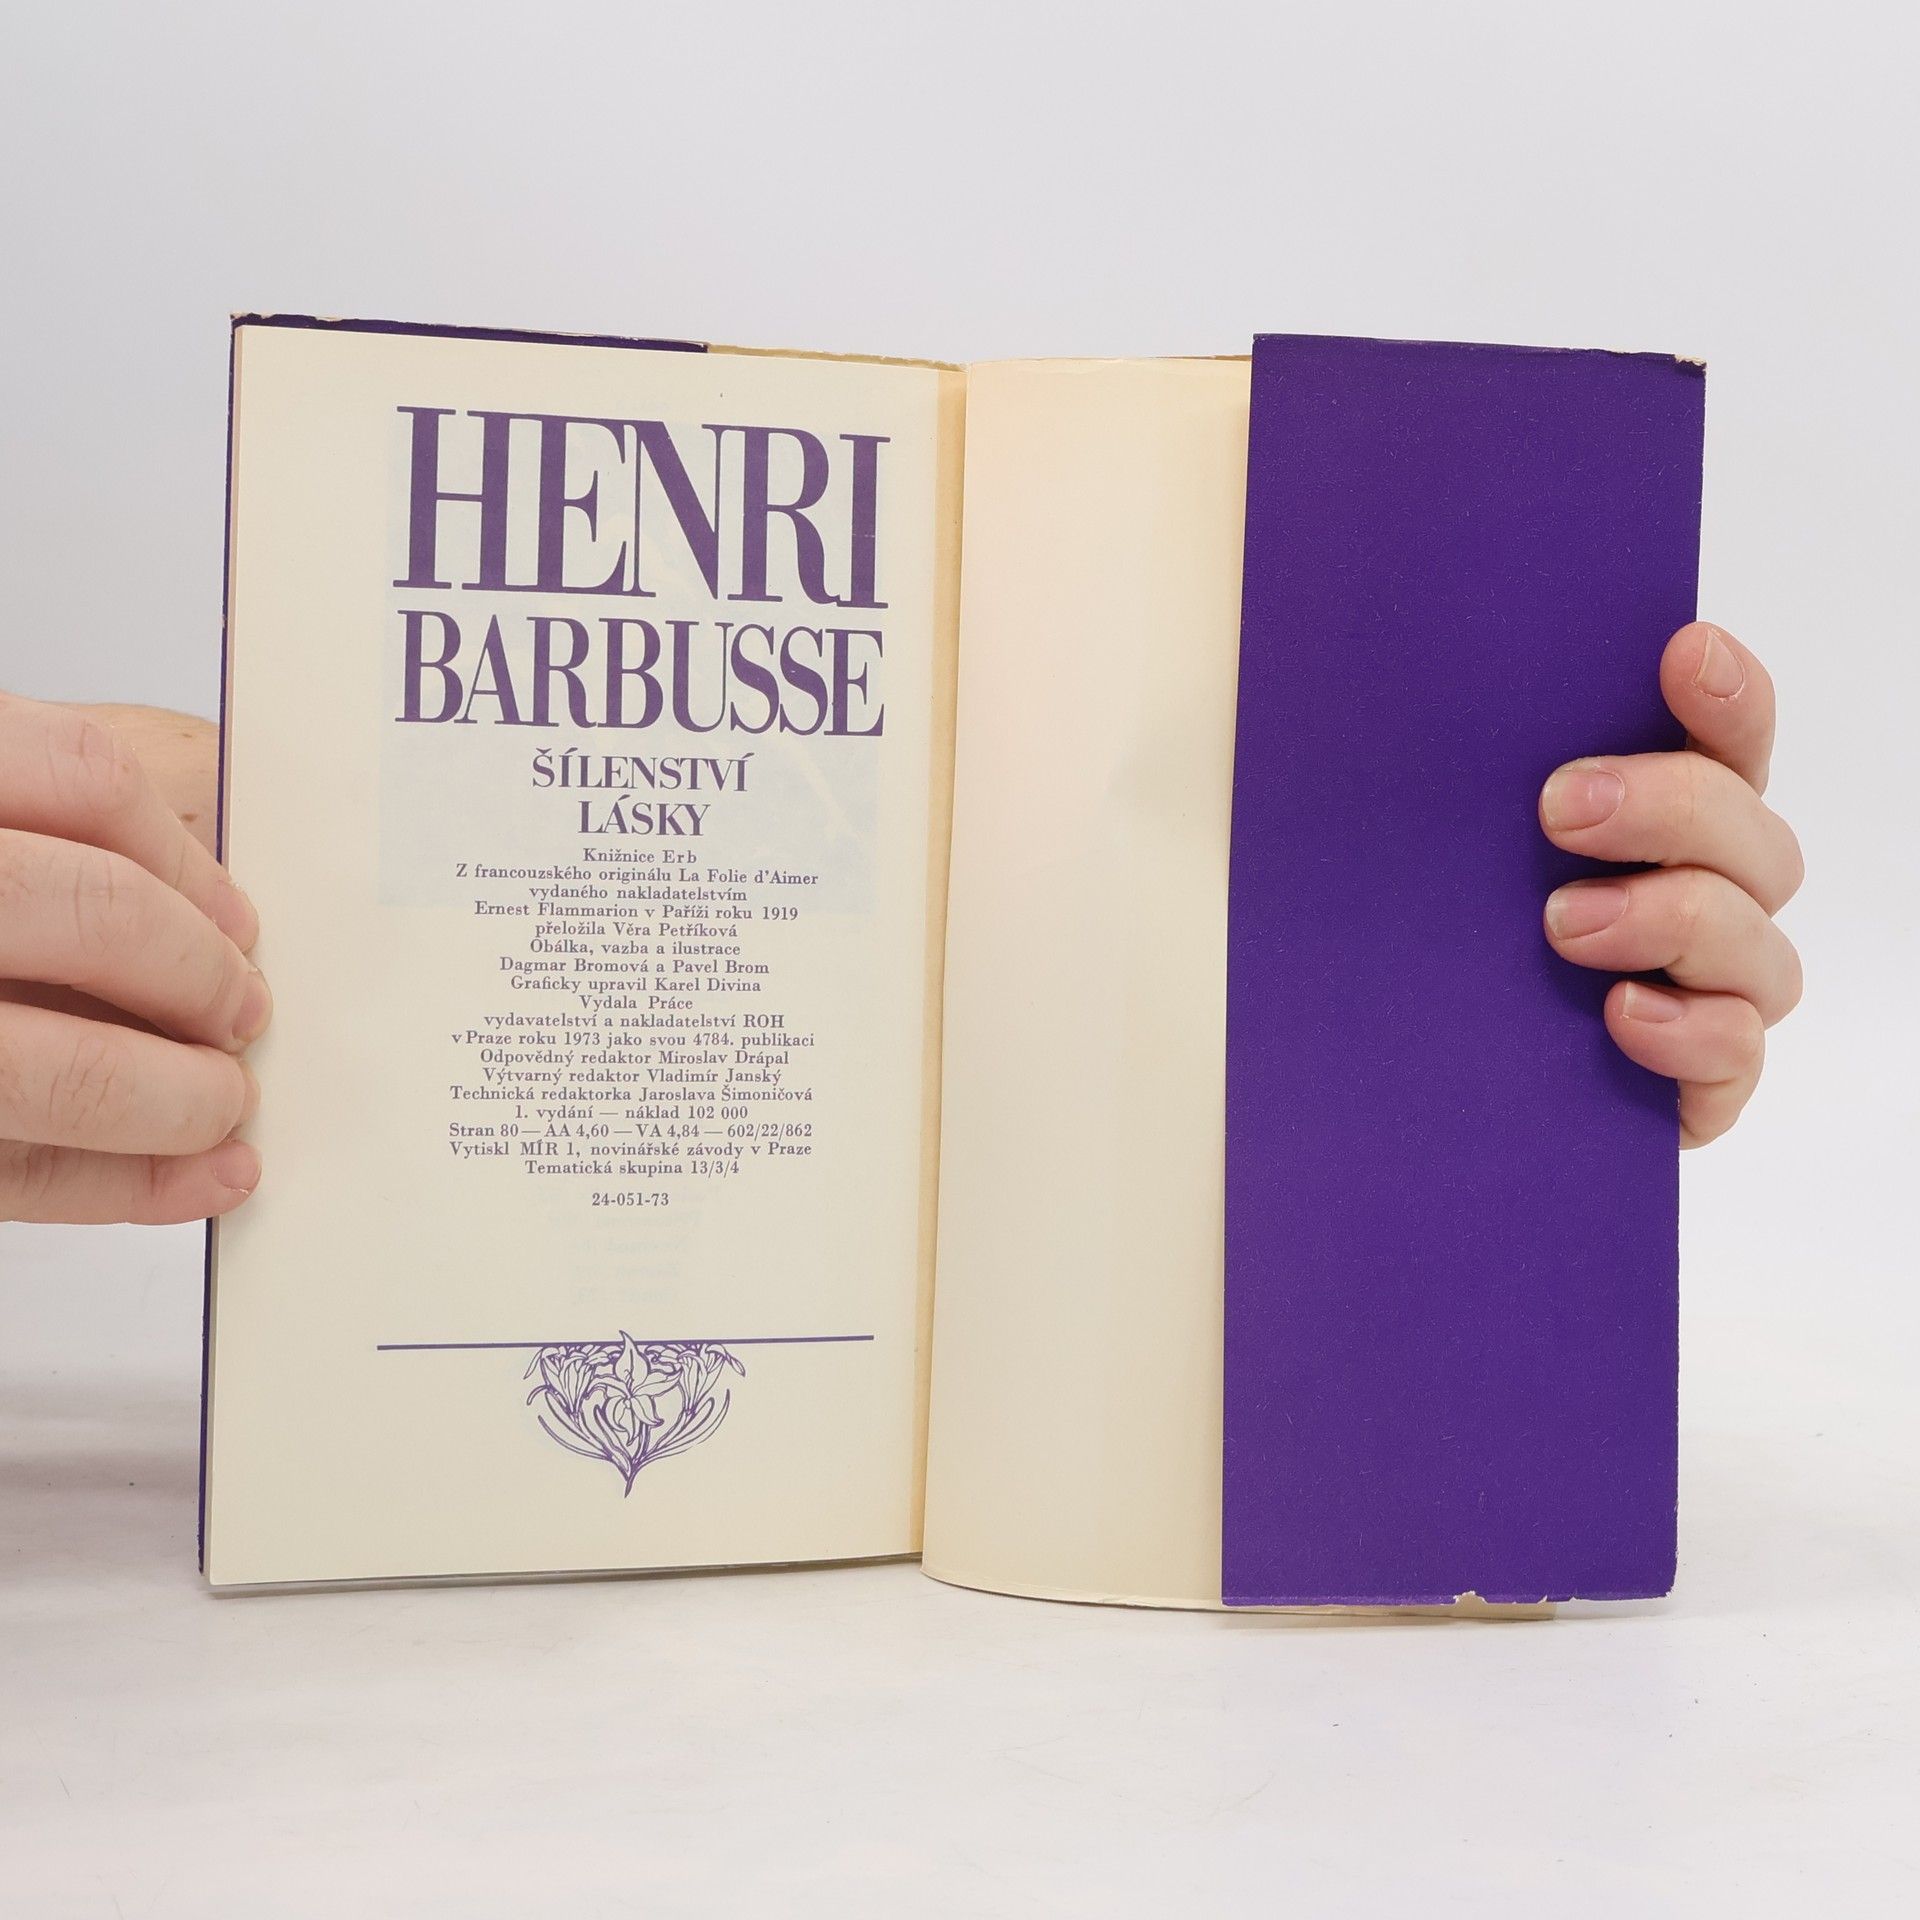 HENRI
BARBUSSE
ŠÍLENSTVÍ
LÁSKY
Knižnice Erb
Z francouzského originálu La Folie d'Aimer
vydaného nakladatelstvím
Ernest Flammarion v Paříži roku 1919
přeložila Věra Petříková
Obálka, vazba a ilustrace
Dagmar Bromová a Pavel Brom
Graficky upravil Karel Divina
Vydala Práce
vydavatelství a nakladatelství ROH
v Praze roku 1973 jako svou 4784. publikaci
Odpovědný redaktor Miroslav Drápal
Výtvarný redaktor Vladimír Janský
Technická redaktorka Jaroslava Šimoničová
1. vydání — náklad 102 000
Stran 80 — AA 4,60 — VA 4,84 — 602/22/862
Vytiskl MÍR 1, novinářské závody v Praze
Tematická skupina 13/3/4
24-051-73